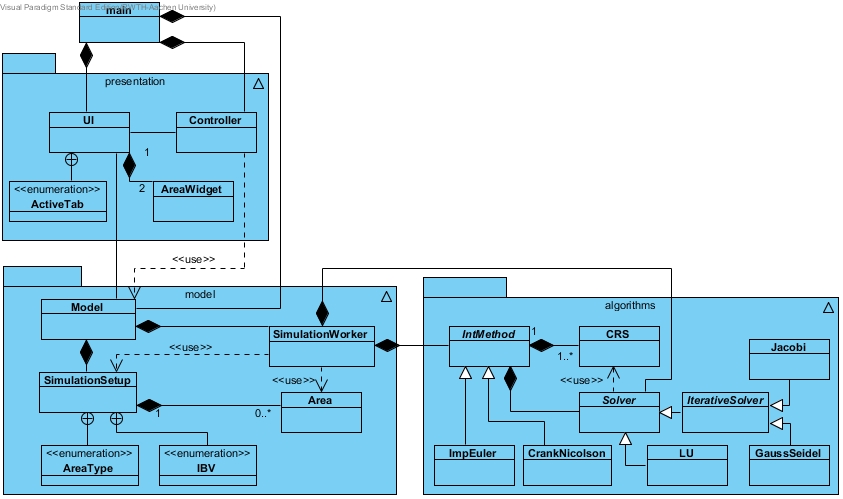 Visual Paradigm Standard Edition(RWTH Aachen University)
main
presentation
UI
Controller
1
2
<<enumeration>>
ActiveTab
AreaWidget
<<use>>
model
algorithms
Model
SimulationWorker
IntMethod
1
CRS
1..*
<<use>>
Jacobi
SimulationSetup
<<use>>
<<use>>
1
0..*
Area
Solver
IterativeSolver
<<enumeration>>
AreaType
<<enumeration>>
IBV
ImpEuler
CrankNicolson
LU
GaussSeidel